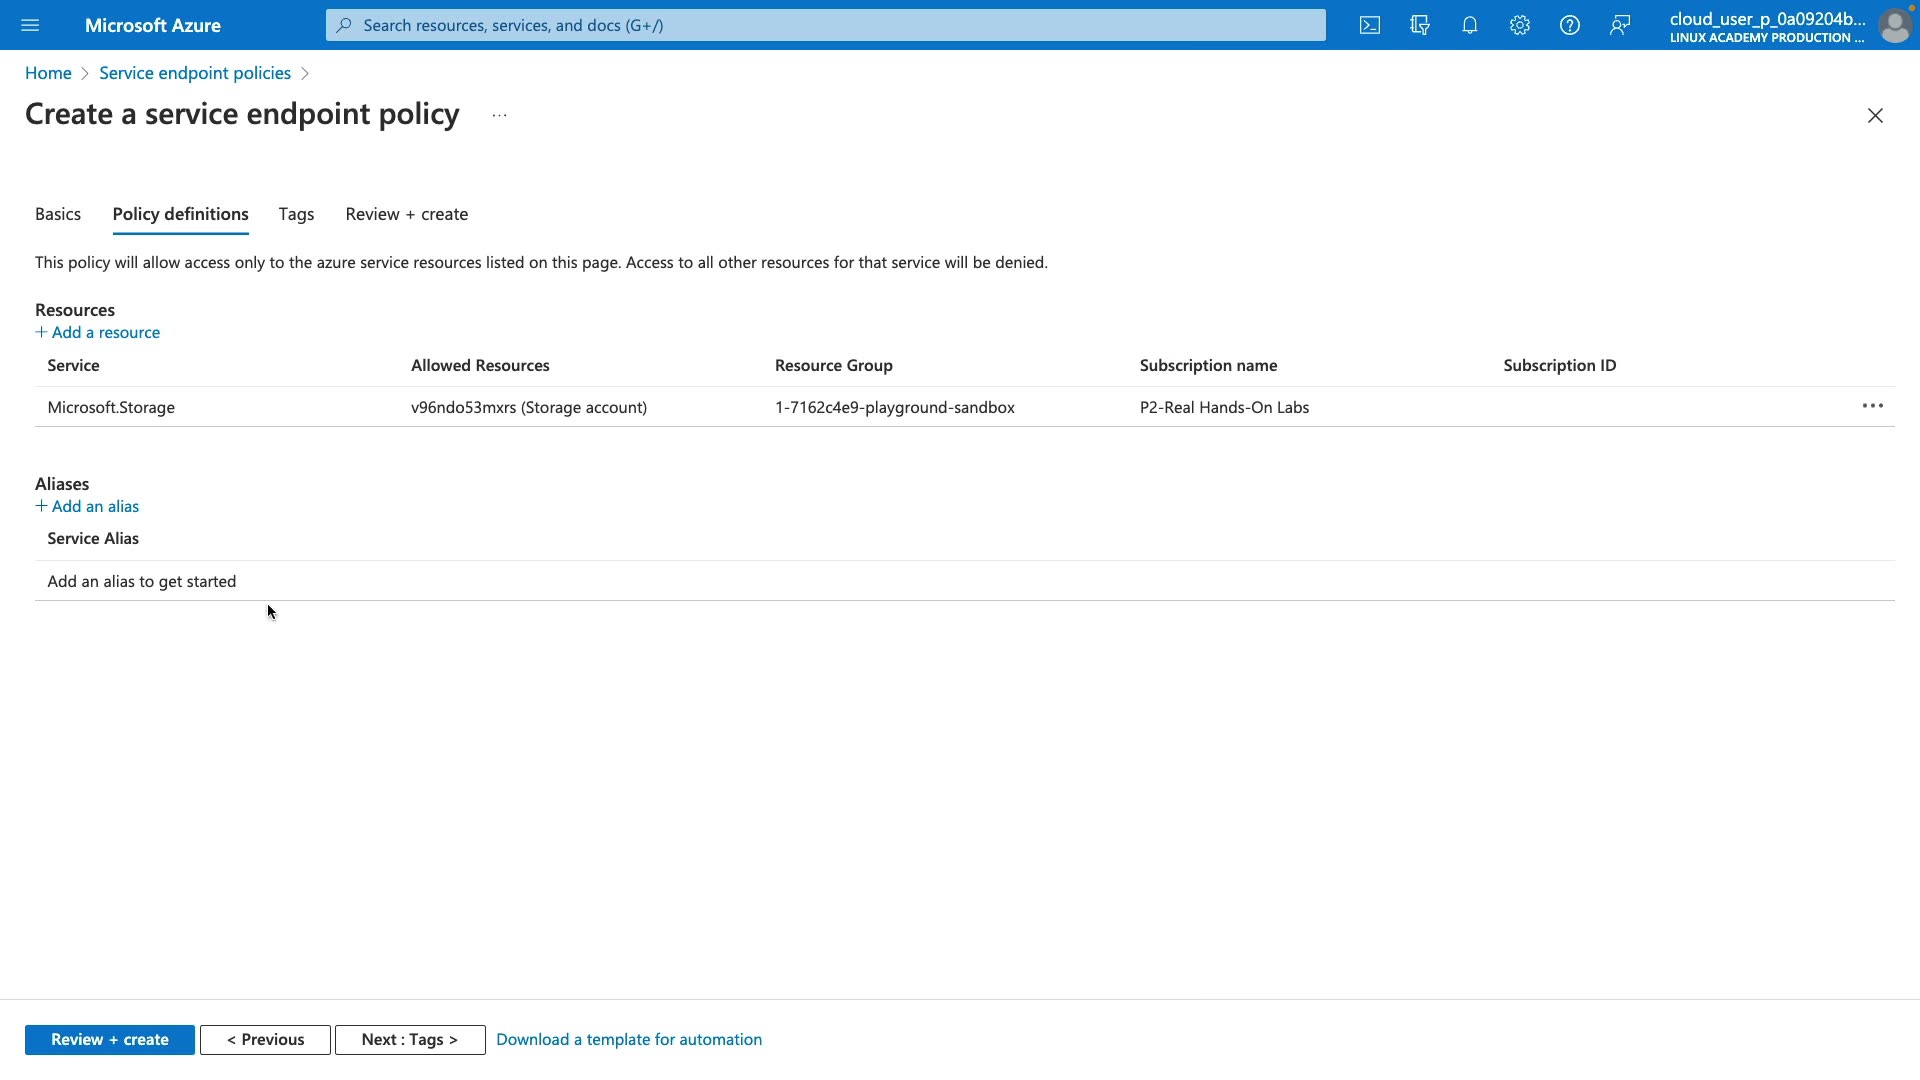 Microsoft Azure
Search resources, services, and docs (G+/)
cloud_user_p_0a09204b...
LINUX ACADEMY PRODUCTION ...
Home > Service endpoint policies >
Create a service endpoint policy ...
Basics Policy definitions Tags Review + create
This policy will allow access only to the azure service resources listed on this page. Access to all other resources for that service will be denied.
Resources
+ Add a resource
Service Allowed Resources Resource Group Subscription name Subscription ID
Microsoft.Storage v96ndo53mxrs (Storage account) 1-7162c4e9-playground-sandbox P2-Real Hands-On Labs
Aliases
+ Add an alias
Service Alias
Add an alias to get started
Review + create < Previous Next : Tags > Download a template for automation